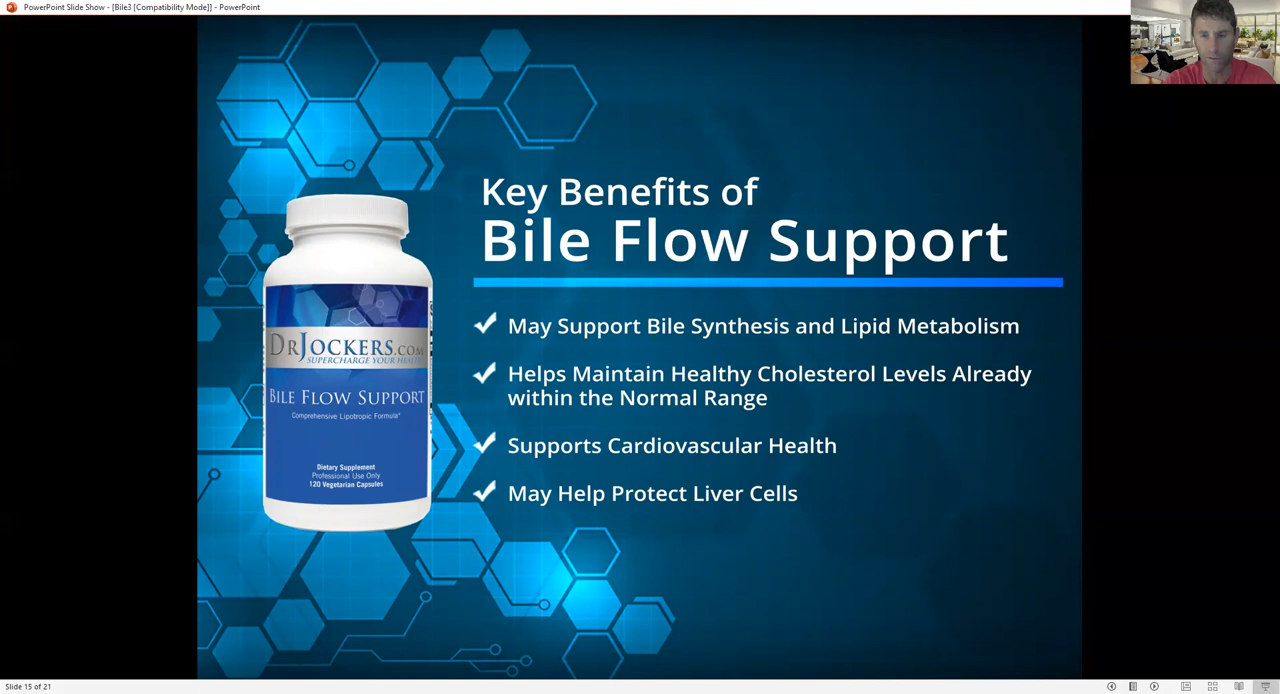 PowerPoint Slide Show - [Bile3 [Compatibility Mode]] - PowerPoint
Key Benefits of
Bile Flow Support
May Support Bile Synthesis and Lipid Metabolism
Helps Maintain Healthy Cholesterol Levels Already
within the Normal Range
Supports Cardiovascular Health
May Help Protect Liver Cells
DRJOCKERS.COM
SUPERCHARGE YOUR HEALTH
BILE FLOW SUPPORT
Comprehensive Lipotropic Formula*
Dietary Supplement
Professional Use Only
120 Vegetarian Capsules
Slide 15 of 21